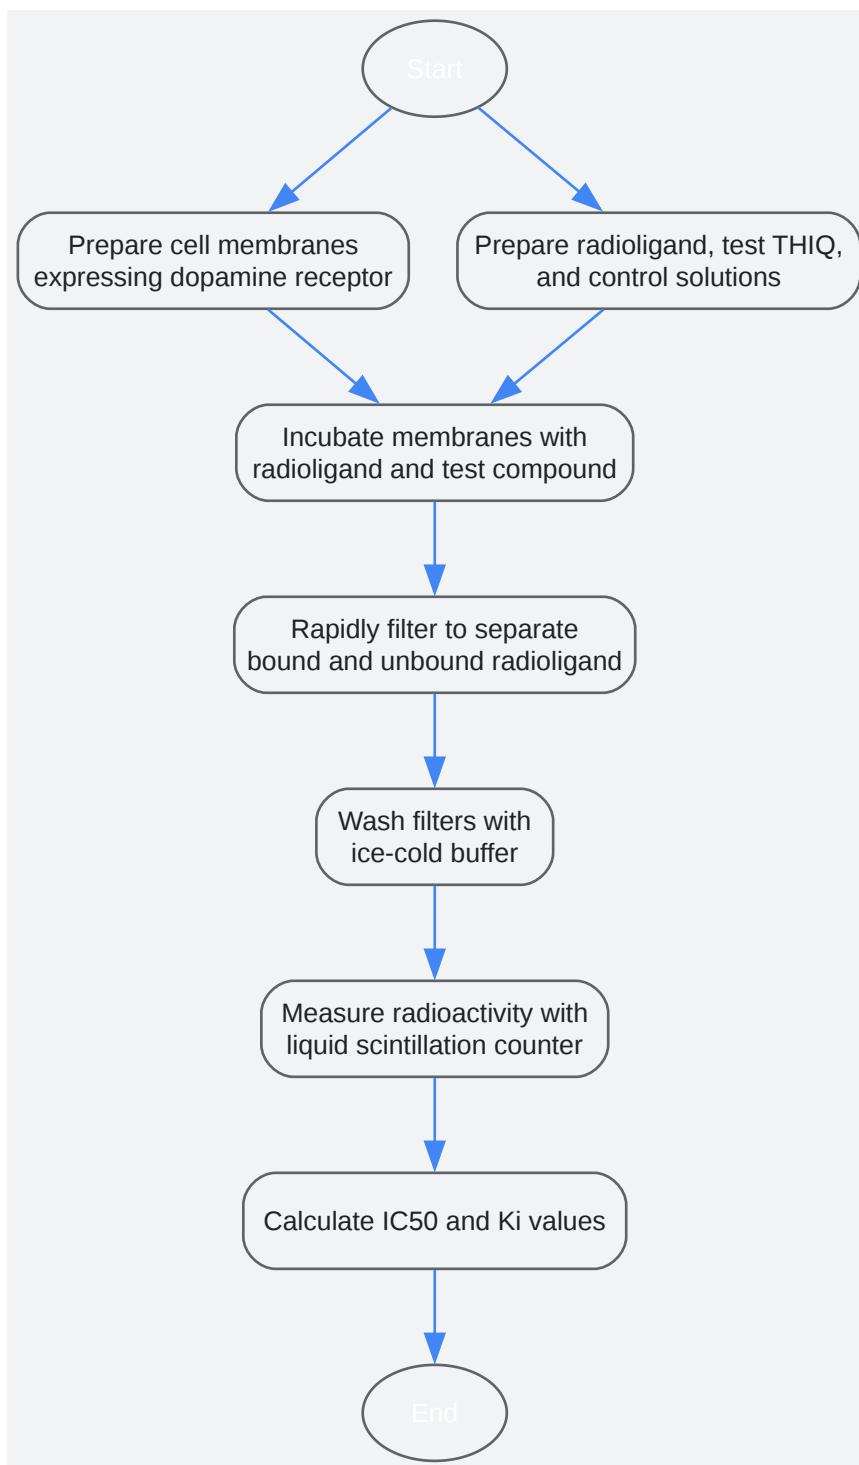 Start
Prepare cell membranes
expressing dopamine receptor
Prepare radioligand, test THIQ,
and control solutions
Incubate membranes with
radioligand and test compound
Rapidly filter to separate
bound and unbound radioligand
Wash filters with
ice-cold buffer
Measure radioactivity with
liquid scintillation counter
Calculate IC50 and Ki values
End